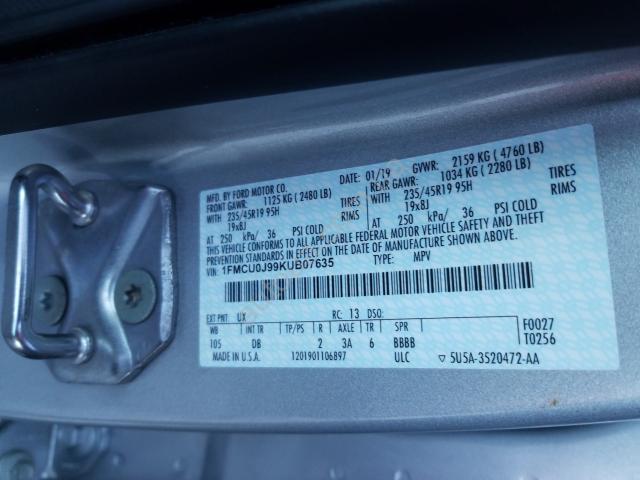 MFD. BY FORD MOTOR CO.
DATE: 01/19 GVWR: 2159 KG ( 4760 LB)
FRONT GAWR: 1125 KG ( 2480 LB) REAR GAWR: 1034 KG ( 2280 LB)
WITH 235/45R19 95H TIRES WITH 235/45R19 95H TIRES
19x8J RIMS 19x8J RIMS
AT 250 kPa/ 36 PSI COLD AT 250 kPa/ 36 PSI COLD
THIS VEHICLE CONFORMS TO ALL APPLICABLE FEDERAL MOTOR VEHICLE SAFETY AND THEFT
PREVENTION STANDARDS IN EFFECT ON THE DATE OF MANUFACTURE SHOWN ABOVE.
VIN: 1FMCU0J99KUB07635 TYPE: MPV
EXT PNT: UX RC: 13 DSO: F0027
WB INT TR TP/PS R AXLE TR SPR T0256
105 DB 2 3A 6 BBBB
MADE IN U.S.A. 1201901106897 ULC ▽ 5U5A-3520472-AA